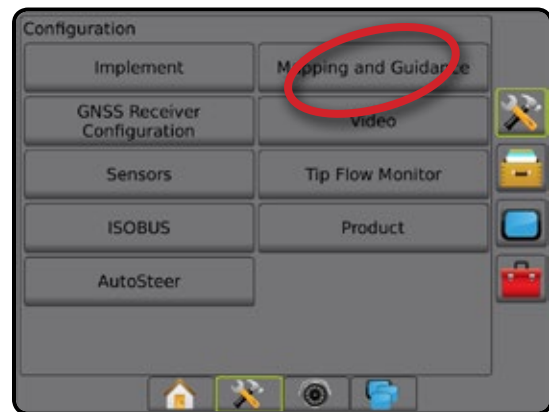 Configuration
Implement
Mapping and Guidance
GNSS Receiver
Configuration
Video
Sensors
Tip Flow Monitor
ISOBUS
Product
AutoSteer